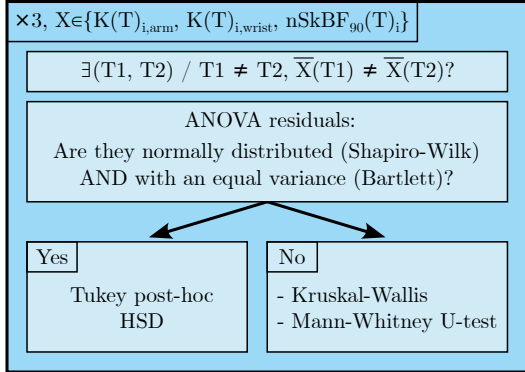 ×3, X∈{K(T)i,arm, K(T)i,wrist, nSkBF90(T)i}
∃(T1, T2) / T1 ≠ T2, X̅(T1) ≠ X̅(T2)?
ANOVA residuals:
Are they normally distributed (Shapiro-Wilk)
AND with an equal variance (Bartlett)?
Yes
Tukey post-hoc
HSD
No
- Kruskal-Wallis
- Mann-Whitney U-test